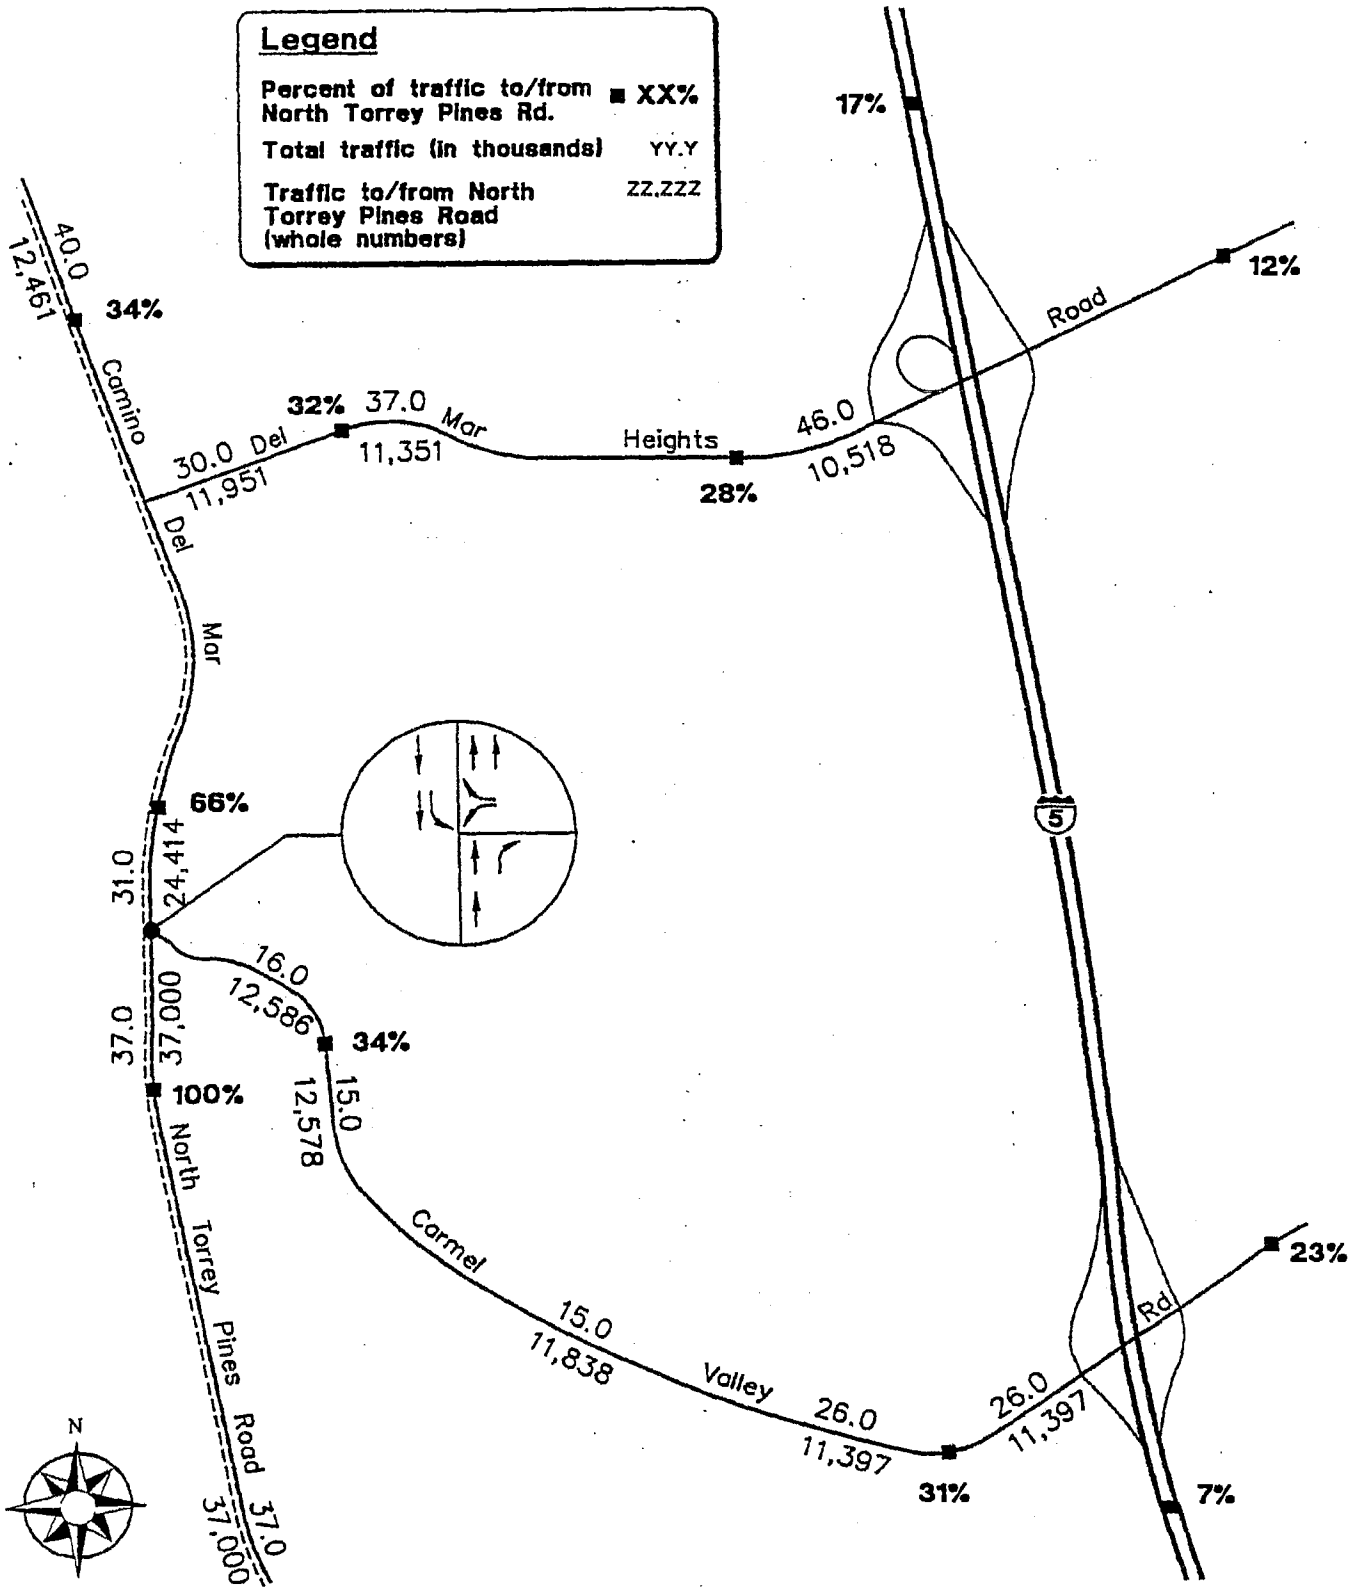 Legend
Percent of traffic to/from ■ XX%
North Torrey Pines Rd.
Total traffic (in thousands) YY.Y
Traffic to/from North ZZ,ZZZ
Torrey Pines Road
(whole numbers)
17%
12%
Road
40.0
12,461
34%
Camino
Del
Mar
32%
37.0
Mar
30.0
Del
11,951
11,351
Heights
46.0
10,518
28%
66%
31.0
24,414
5
16.0
12,586
34%
37.0
37,000
100%
15.0
12,578
North
Torrey
Pines
Road
37.0
37,000
Carmel
15.0
11,838
Valley
26.0
11,397
26.0
11,397
31%
Rd.
23%
7%
N